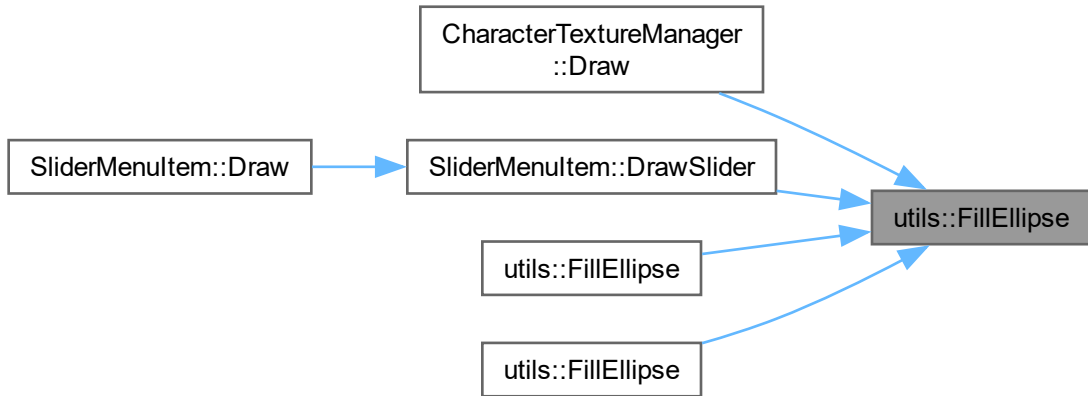 CharacterTextureManager
::Draw
SliderMenuItem::Draw
SliderMenuItem::DrawSlider
utils::FillEllipse
utils::FillEllipse
utils::FillEllipse